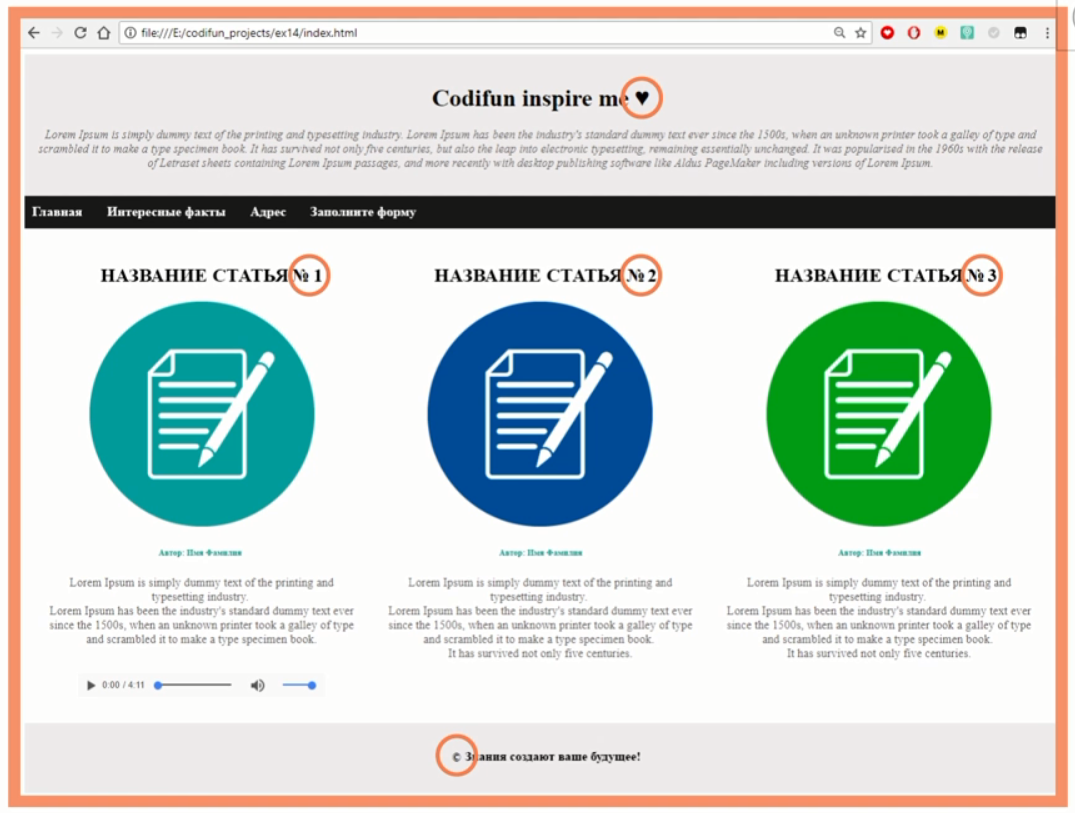 file:///E:/codifun_projects/ex14/index.html
Codifun inspire me ♥
Lorem Ipsum is simply dummy text of the printing and typesetting industry. Lorem Ipsum has been the industry's standard dummy text ever since the 1500s, when an unknown printer took a galley of type and
scrambled it to make a type specimen book. It has survived not only five centuries, but also the leap into electronic typesetting, remaining essentially unchanged. It was popularised in the 1960s with the release
of Letraset sheets containing Lorem Ipsum passages, and more recently with desktop publishing software like Aldus PageMaker including versions of Lorem Ipsum.
Главная Интересные факты Адрес Заполните форму
НАЗВАНИЕ СТАТЬЯ № 1
Автор: Имя Фамилия
Lorem Ipsum is simply dummy text of the printing and
typesetting industry.
Lorem Ipsum has been the industry's standard dummy text ever
since the 1500s, when an unknown printer took a galley of type
and scrambled it to make a type specimen book.
0:00 / 4:11
НАЗВАНИЕ СТАТЬЯ № 2
Автор: Имя Фамилия
Lorem Ipsum is simply dummy text of the printing and
typesetting industry.
Lorem Ipsum has been the industry's standard dummy text ever
since the 1500s, when an unknown printer took a galley of type
and scrambled it to make a type specimen book.
It has survived not only five centuries.
НАЗВАНИЕ СТАТЬЯ № 3
Автор: Имя Фамилия
Lorem Ipsum is simply dummy text of the printing and
typesetting industry.
Lorem Ipsum has been the industry's standard dummy text ever
since the 1500s, when an unknown printer took a galley of type
and scrambled it to make a type specimen book.
It has survived not only five centuries.
© Знания создают ваше будущее!